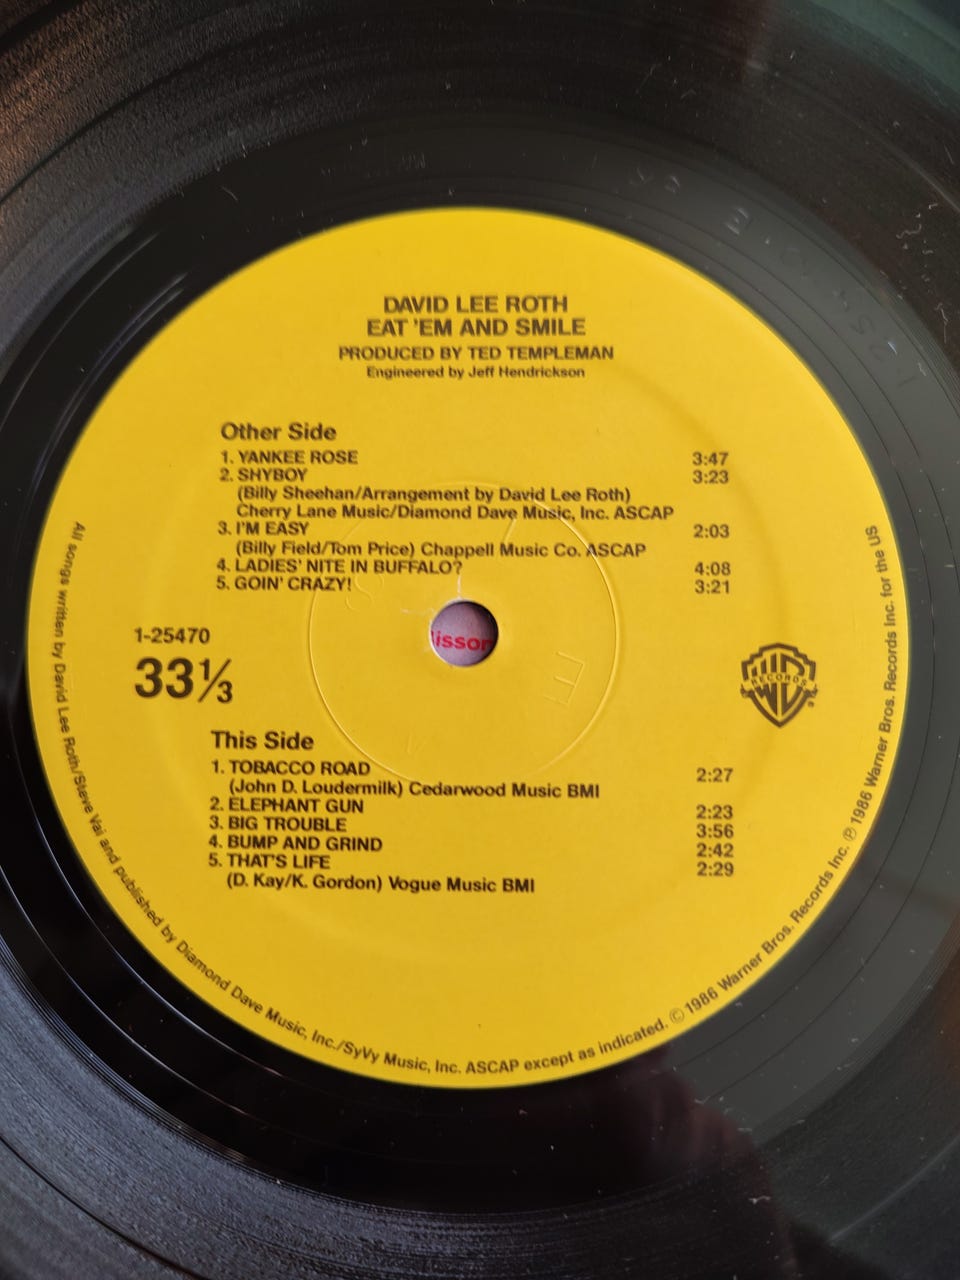 DAVID LEE ROTH
EAT 'EM AND SMILE
PRODUCED BY TED TEMPLEMAN
Engineered by Jeff Hendrickson
Other Side
1. YANKEE ROSE 3:47
2. SHYBOY 3:23
(Billy Sheehan/Arrangement by David Lee Roth)
Cherry Lane Music/Diamond Dave Music, Inc. ASCAP
3. I'M EASY 2:03
(Billy Field/Tom Price) Chappell Music Co. ASCAP
4. LADIES' NITE IN BUFFALO? 4:08
5. GOIN' CRAZY! 3:21
1-25470
33⅓
isson
WB
RECORDS
®
This Side
1. TOBACCO ROAD 2:27
(John D. Loudermilk) Cedarwood Music BMI
2. ELEPHANT GUN 2:23
3. BIG TROUBLE 3:56
4. BUMP AND GRIND 2:42
5. THAT'S LIFE 2:29
(D. Kay/K. Gordon) Vogue Music BMI
All songs written by David Lee Roth/Steve Vai and published by Diamond Dave Music, Inc./SyVy Music, Inc. ASCAP except as indicated. © 1986 Warner Bros. Records Inc. ℗ 1986 Warner Bros. Records Inc. for the US